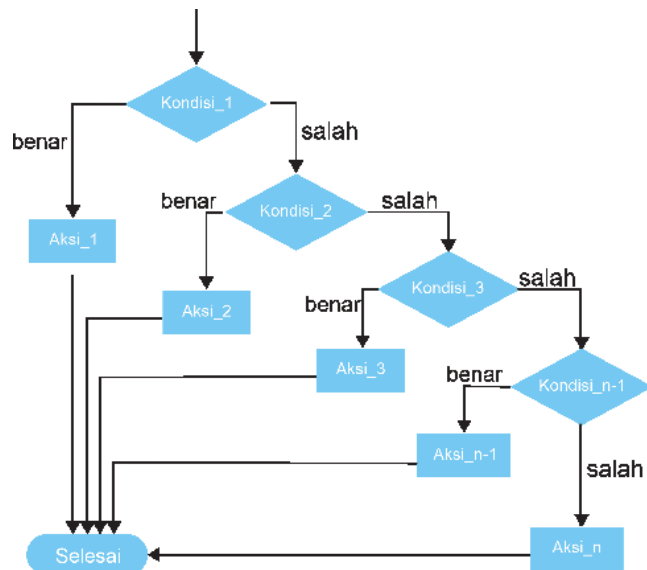 Kondisi_1
benar
salah
Aksi_1
benar
Kondisi_2
salah
Aksi_2
benar
Kondisi_3
salah
Aksi_3
benar
Kondisi_n-1
Aksi_n-1
salah
Selesai
Aksi_n